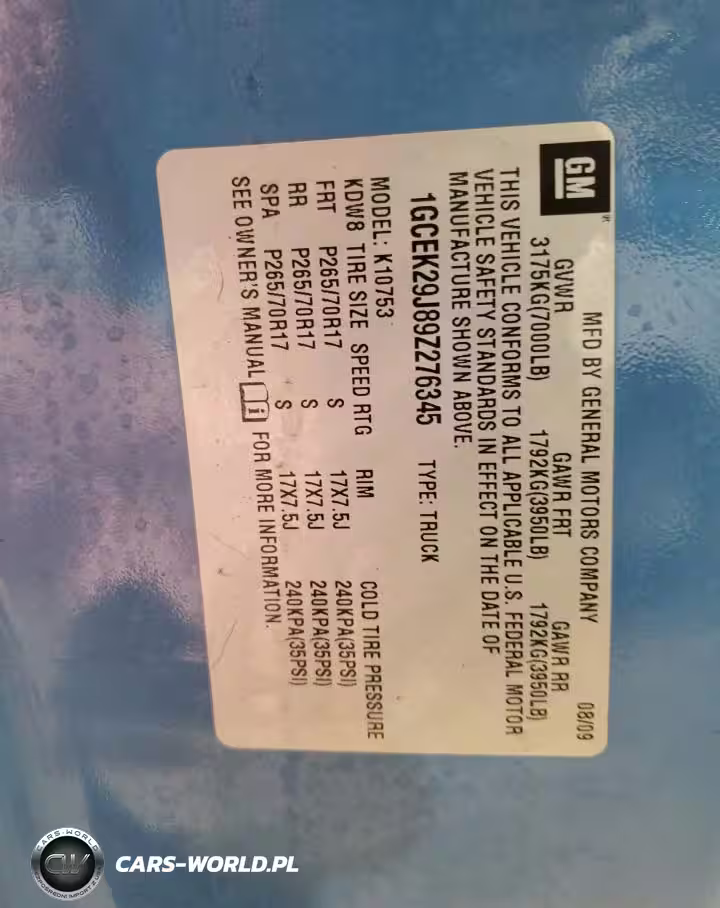 GM
MFD BY GENERAL MOTORS COMPANY 08/09
GVWR GAWR FRT GAWR RR
3175KG(7000LB) 1792KG(3950LB) 1792KG(3950LB)
THIS VEHICLE CONFORMS TO ALL APPLICABLE U.S. FEDERAL MOTOR
VEHICLE SAFETY STANDARDS IN EFFECT ON THE DATE OF
MANUFACTURE SHOWN ABOVE.
1GCEK29J89Z276345 TYPE: TRUCK
MODEL: K10753
KDW8 TIRE SIZE SPEED RTG RIM COLD TIRE PRESSURE
FRT P265/70R17 S 17X7.5J 240KPA(35PSI)
RR P265/70R17 S 17X7.5J 240KPA(35PSI)
SPA P265/70R17 S 17X7.5J 240KPA(35PSI)
SEE OWNER'S MANUAL i FOR MORE INFORMATION.
CARS-WORLD
CW
CARS-WORLD.PL